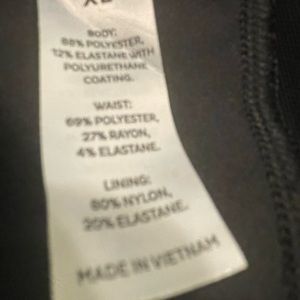 XL
BODY:
88% POLYESTER,
12% ELASTANE WITH
POLYURETHANE
COATING.
WAIST:
69% POLYESTER,
27% RAYON,
4% ELASTANE.
LINING:
80% NYLON,
20% ELASTANE.
MADE IN VIETNAM